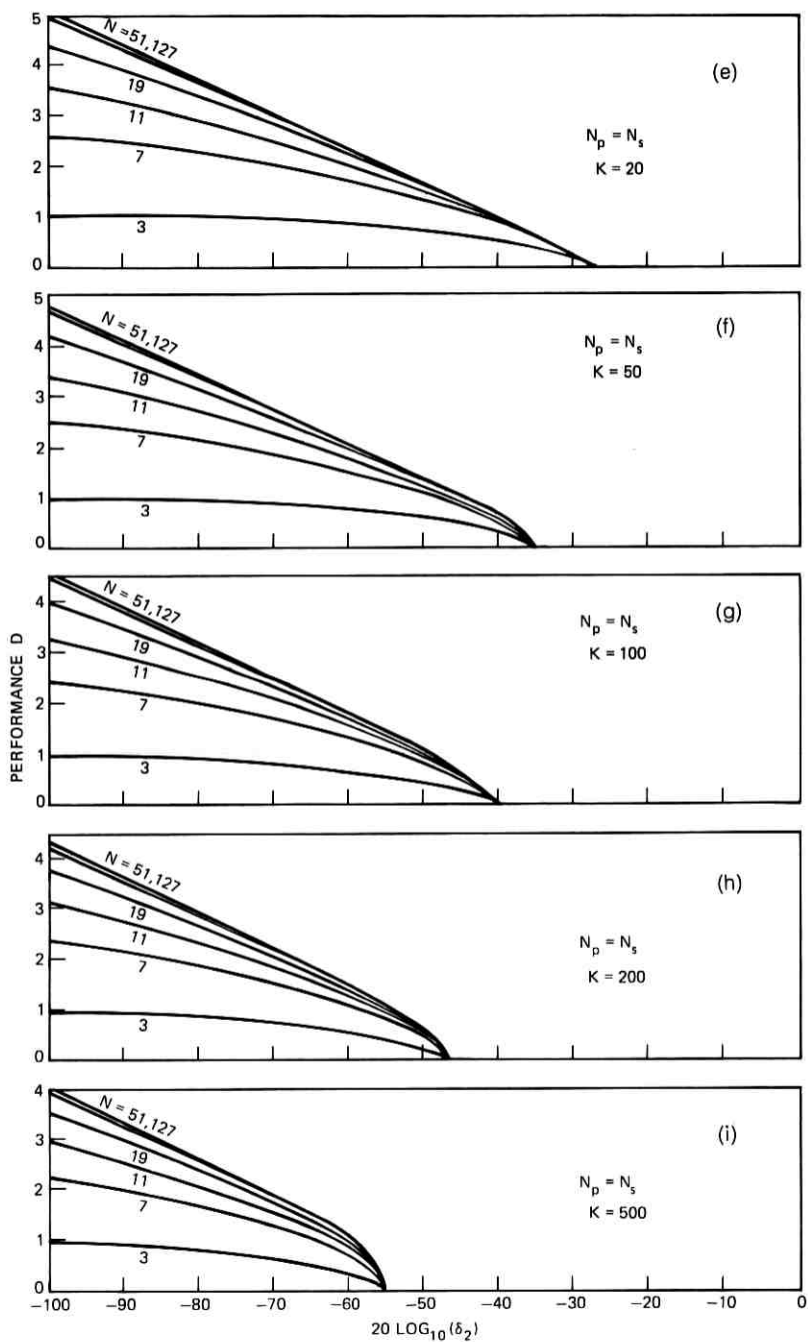 5
4
3
2
1
0
N = 51,127
19
11
7
3
(e)
N_p = N_s
K = 20
5
4
3
2
1
0
N = 51,127
19
11
7
3
(f)
N_p = N_s
K = 50
PERFORMANCE D
4
3
2
1
0
N = 51,127
19
11
7
3
(g)
N_p = N_s
K = 100
4
3
2
1
0
N = 51,127
19
11
7
3
(h)
N_p = N_s
K = 200
4
3
2
1
0
N = 51,127
19
11
7
3
(i)
N_p = N_s
K = 500
−100 −90 −80 −70 −60 −50 −40 −30 −20 −10 0
20 LOG₁₀(δ₂)